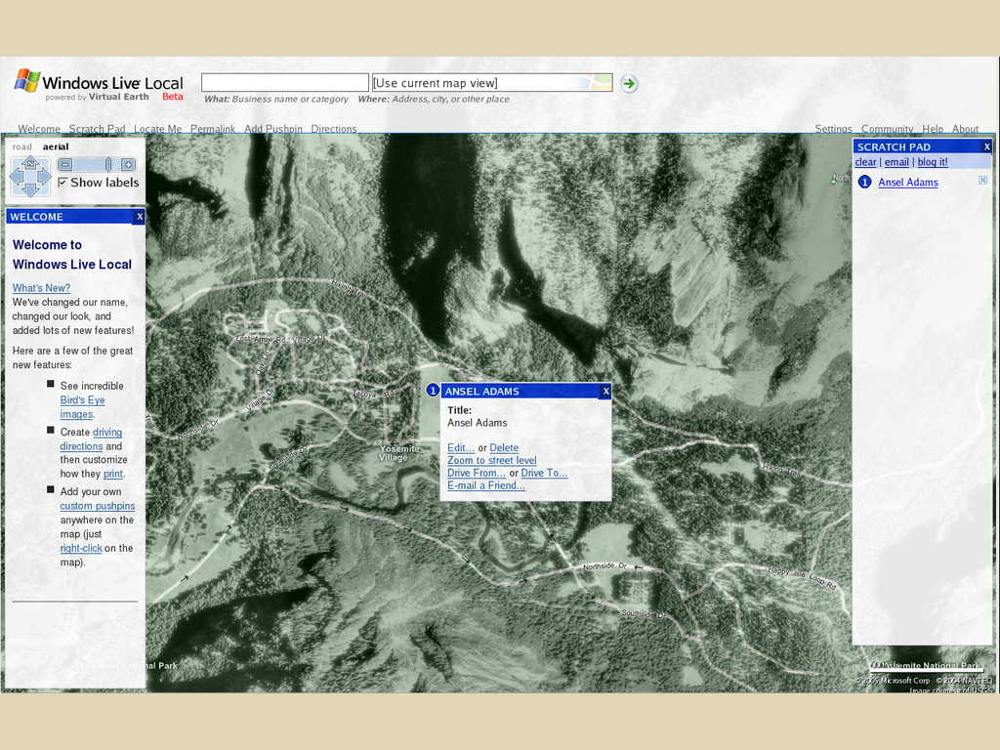 Windows Live Local
powered by Virtual Earth Beta
[Use current map view]
What: Business name or category Where: Address, city, or other place
Welcome Scratch Pad Locate Me Permalink Add Pushpin Directions
Settings Community Help About
road aerial
N
Show labels
WELCOME X
Welcome to
Windows Live Local
What's New?
We've changed our name,
changed our look, and
added lots of new features!
Here are a few of the great
new features:
See incredible
Bird's Eye
images.
Create driving
directions and
then customize
how they print.
Add your own
custom pushpins
anywhere on the
map (just
right-click on the
map).
SCRATCH PAD X
clear | email | blog it!
1 Ansel Adams
North
Hiking Trail
Lost Arrow Rd
Village Dr
Village Dr
Northside Dr
Southside Dr
Yosemite
Village
1 ANSEL ADAMS X
Title:
Ansel Adams
Edit... or Delete
Zoom to street level
Drive From... or Drive To...
E-mail a Friend...
Hiking Trail
Northside Dr
Happy Isle Loop Rd
Southside Dr
Yosemite National Park
Yosemite National Park
© 2005 Microsoft Corp © 2004 NAVTEQ
Image courtesy of USGS